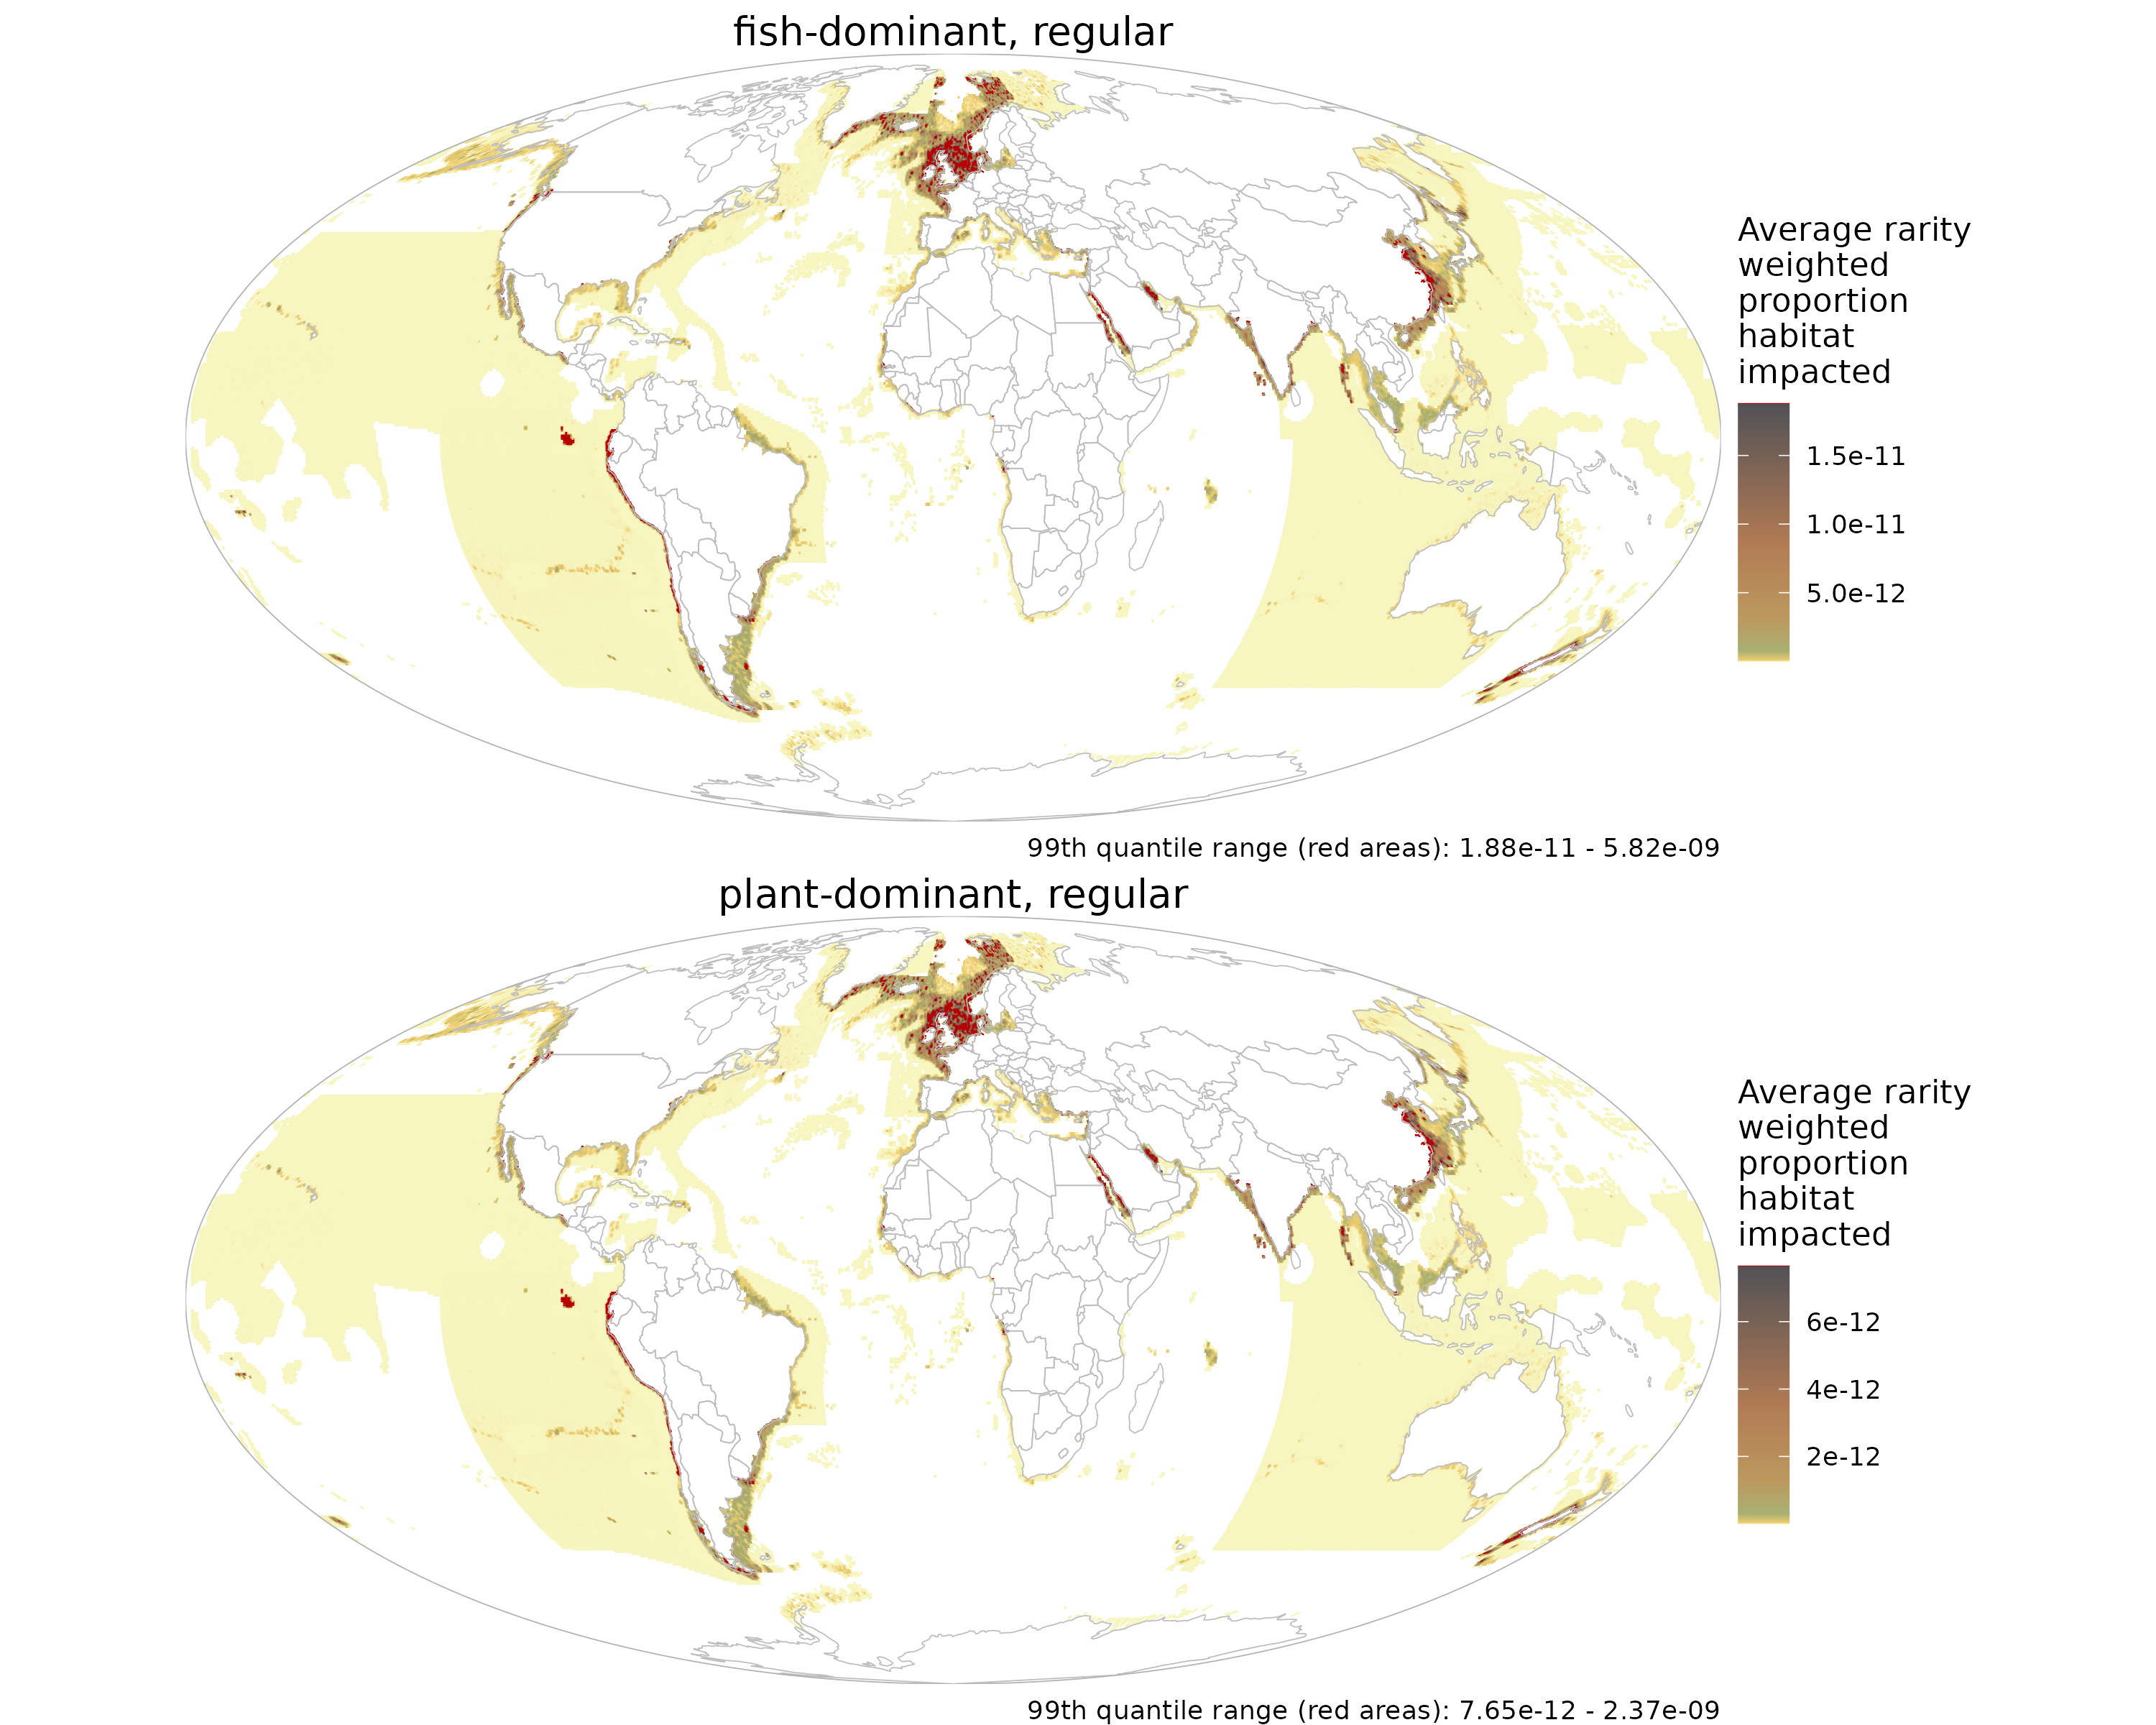 fish-dominant, regular
Average rarity
weighted
proportion
habitat
impacted
1.5e-11
1.0e-11
5.0e-12
99th quantile range (red areas): 1.88e-11 - 5.82e-09
plant-dominant, regular
Average rarity
weighted
proportion
habitat
impacted
6e-12
4e-12
2e-12
99th quantile range (red areas): 7.65e-12 - 2.37e-09